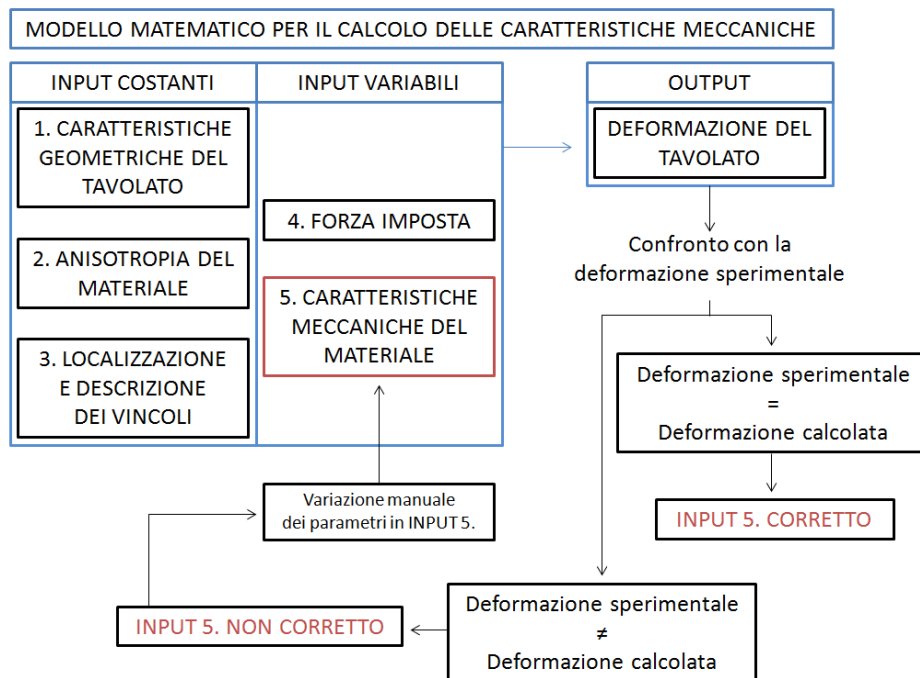 MODELLO MATEMATICO PER IL CALCOLO DELLE CARATTERISTICHE MECCANICHE
INPUT COSTANTI
1. CARATTERISTICHE
GEOMETRICHE DEL
TAVOLATO
2. ANISOTROPIA DEL
MATERIALE
3. LOCALIZZAZIONE
E DESCRIZIONE
DEI VINCOLI
INPUT VARIABILI
4. FORZA IMPOSTA
5. CARATTERISTICHE
MECCANICHE DEL
MATERIALE
OUTPUT
DEFORMAZIONE DEL
TAVOLATO
Confronto con la
deformazione sperimentale
Deformazione sperimentale
=
Deformazione calcolata
INPUT 5. CORRETTO
Deformazione sperimentale
≠
Deformazione calcolata
INPUT 5. NON CORRETTO
Variazione manuale
dei parametri in INPUT 5.